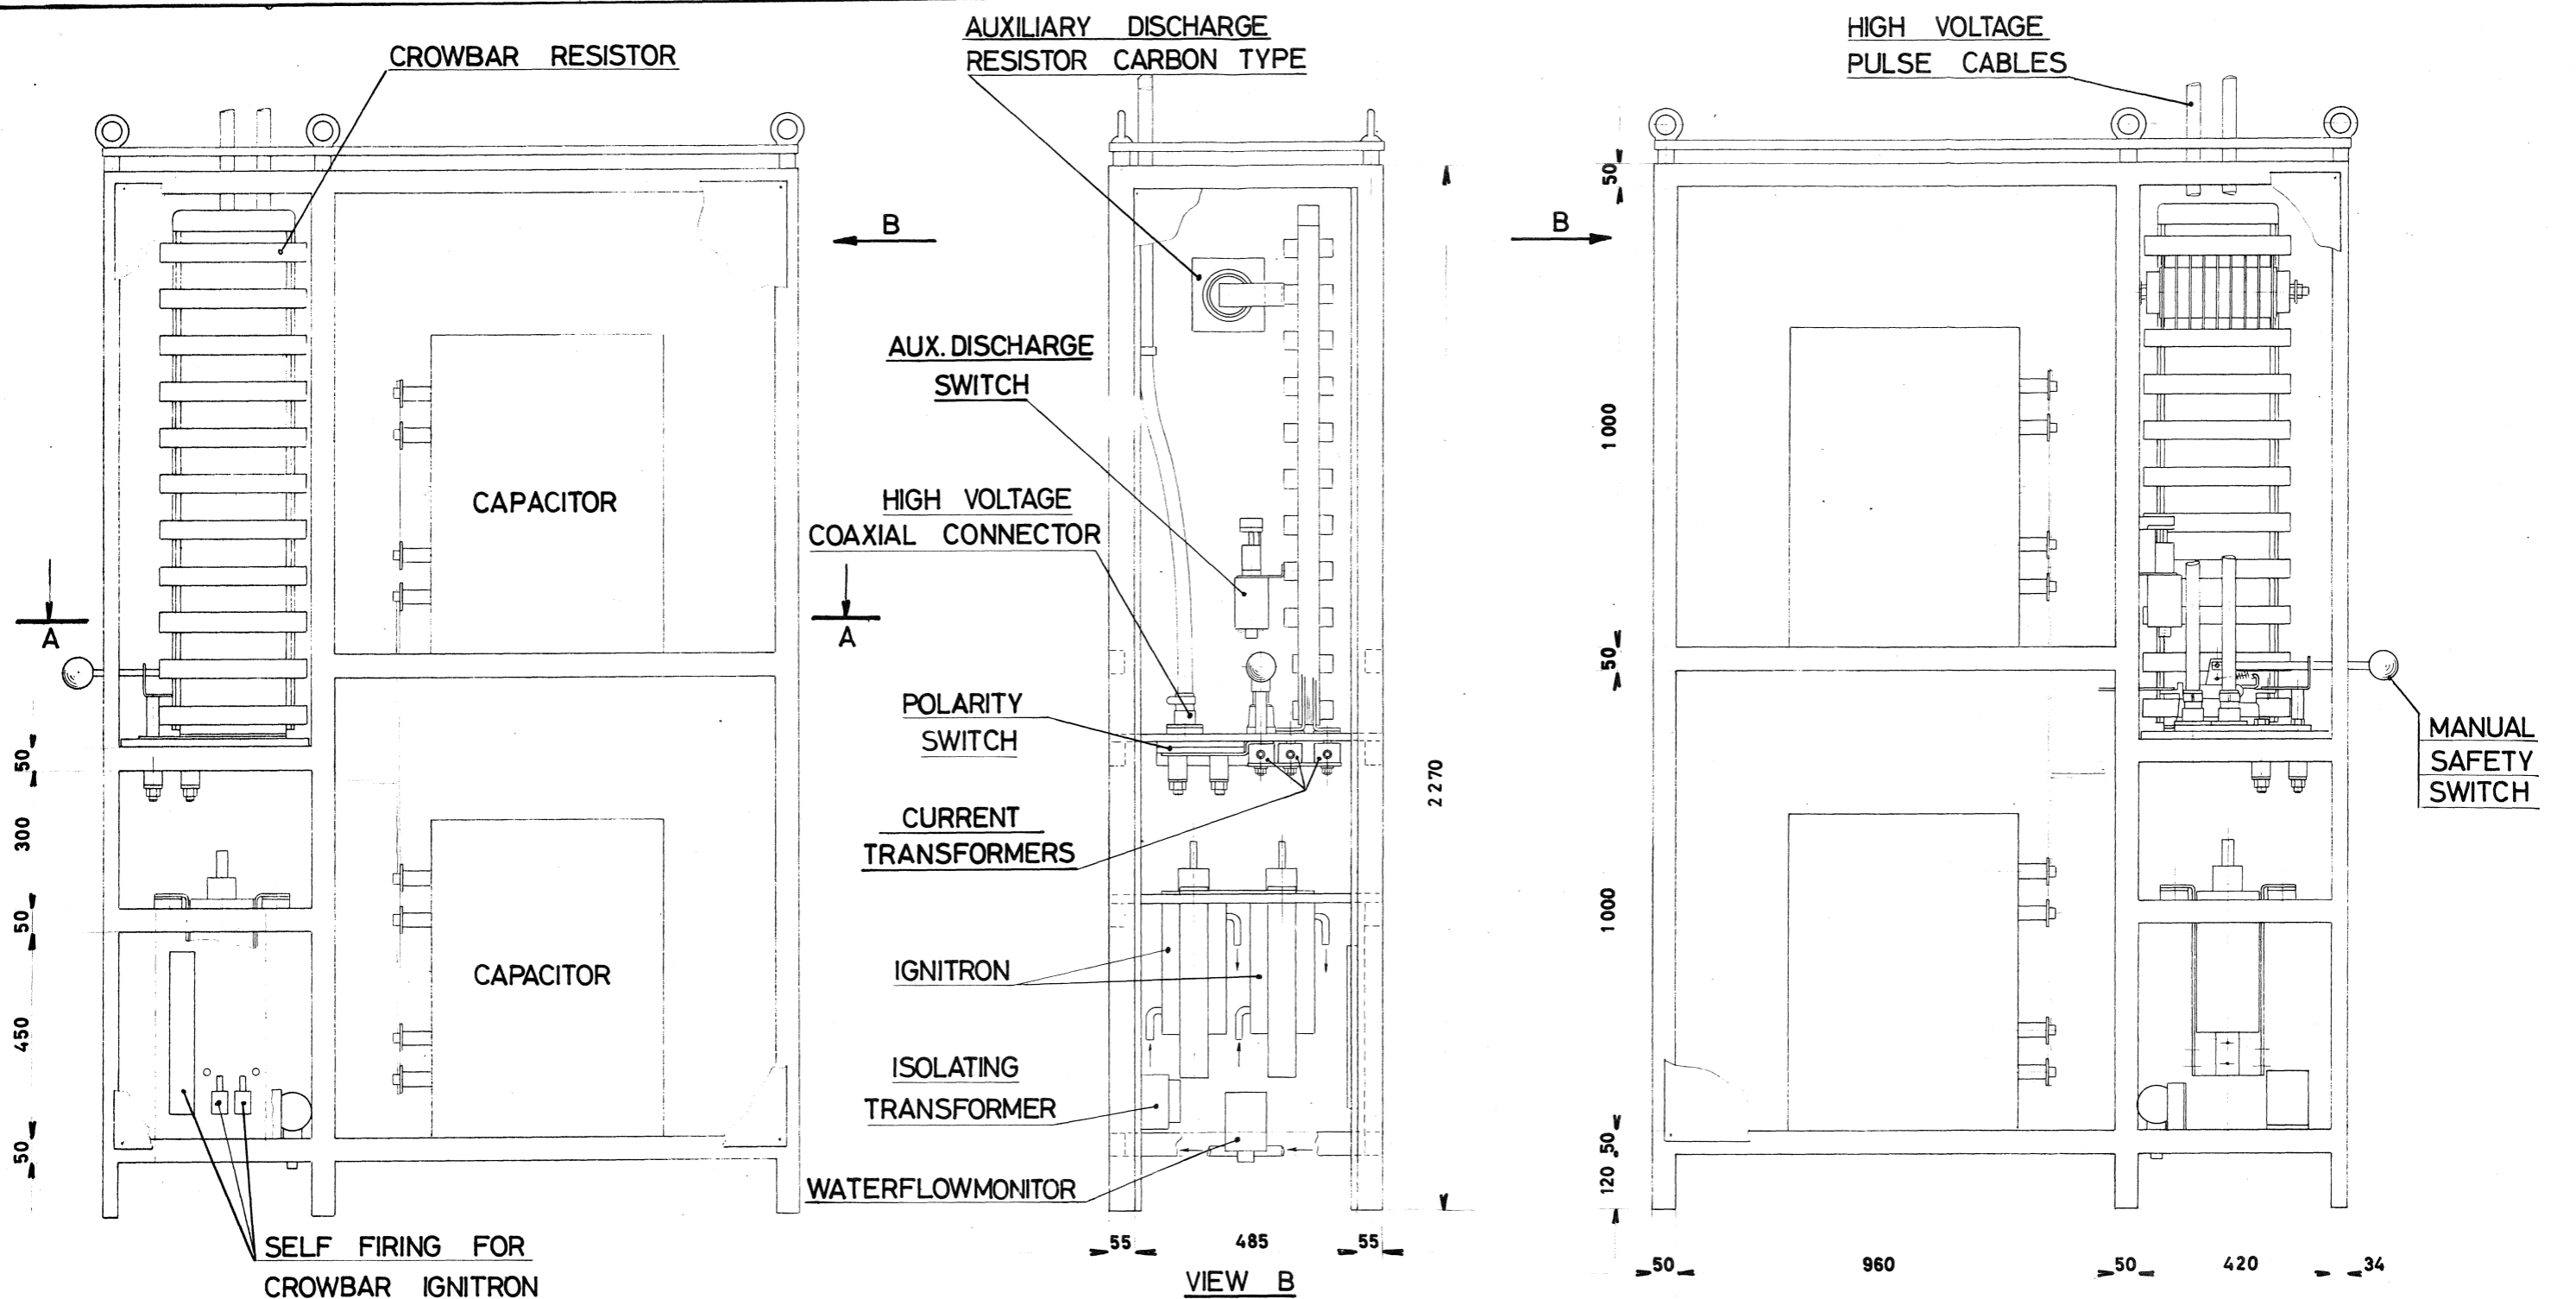 CROWBAR RESISTOR
AUXILIARY DISCHARGE
RESISTOR CARBON TYPE
HIGH VOLTAGE
PULSE CABLES
B
B
AUX. DISCHARGE
SWITCH
CAPACITOR
HIGH VOLTAGE
COAXIAL CONNECTOR
A
A
POLARITY
SWITCH
MANUAL
SAFETY
SWITCH
CURRENT
TRANSFORMERS
CAPACITOR
IGNITRON
ISOLATING
TRANSFORMER
WATERFLOWMONITOR
SELF FIRING FOR
CROWBAR IGNITRON
50
300
50
450
50
2270
55 485 55
VIEW B
50
1000
50
1000
50
120
50 960 50 420 34